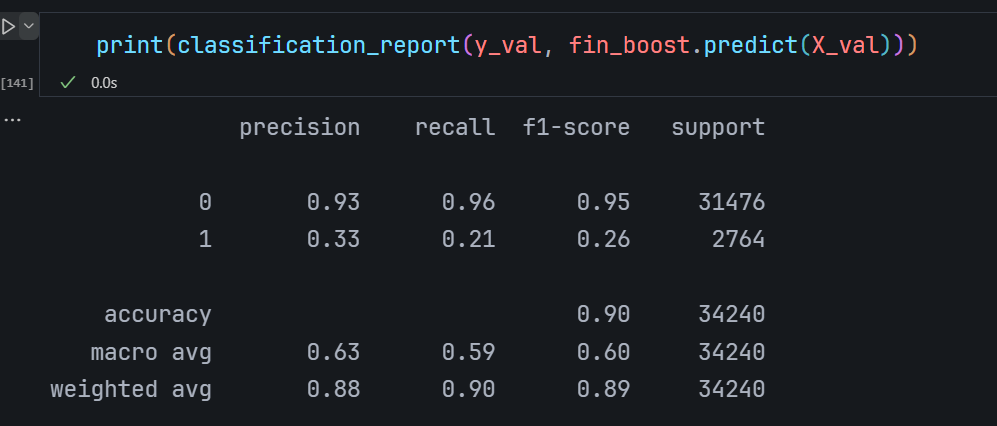 print(classification_report(y_val, fin_boost.predict(X_val)))
[141] 0.0s
...
precision recall f1-score support
0 0.93 0.96 0.95 31476
1 0.33 0.21 0.26 2764
accuracy 0.90 34240
macro avg 0.63 0.59 0.60 34240
weighted avg 0.88 0.90 0.89 34240